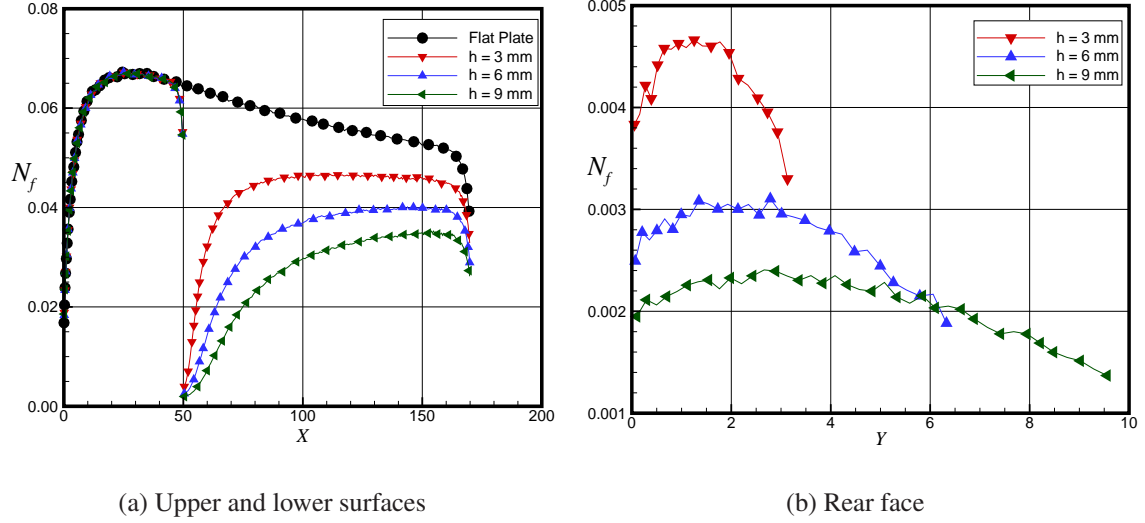 0.08
0.06
0.04
0.02
0.00
N_f
0
50
100
150
200
X
Flat Plate
h = 3 mm
h = 6 mm
h = 9 mm
(a) Upper and lower surfaces
0.005
0.004
0.003
0.002
0.001
N_f
0
2
4
6
8
10
Y
h = 3 mm
h = 6 mm
h = 9 mm
(b) Rear face